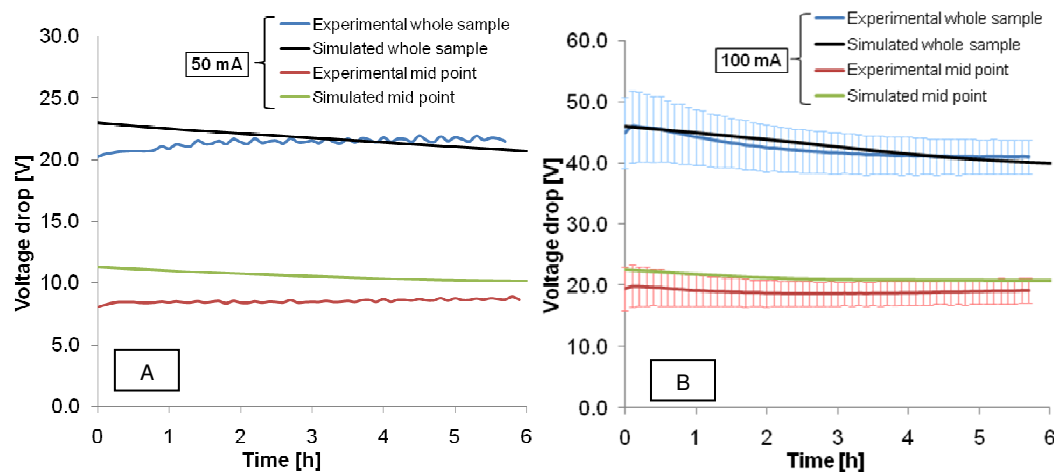 Experimental whole sample
Simulated whole sample
50 mA
Experimental mid point
Simulated mid point
30.0
25.0
20.0
15.0
10.0
5.0
0.0
Voltage drop [V]
A
0 1 2 3 4 5 6
Time [h]
Experimental whole sample
Simulated whole sample
100 mA
Experimental mid point
Simulated mid point
60.0
50.0
40.0
30.0
20.0
10.0
0.0
Voltage drop [V]
B
0 1 2 3 4 5 6
Time [h]